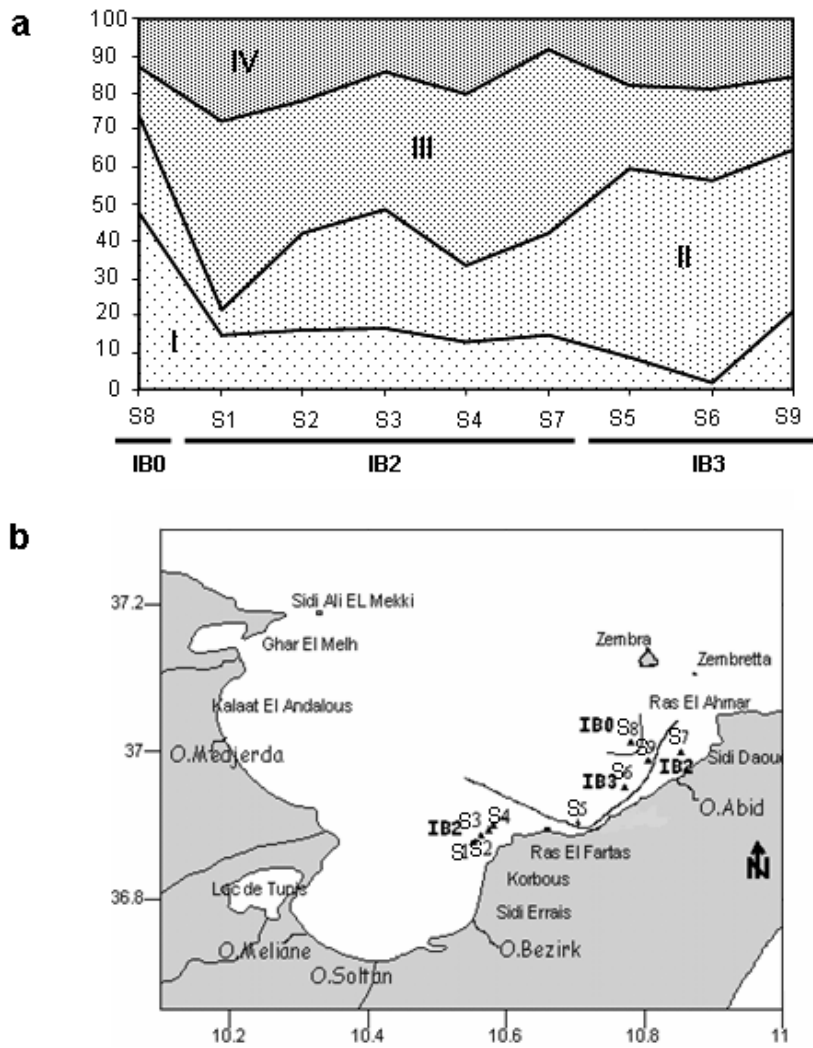 a
100
90
80
70
60
50
40
30
20
10
0
IV
III
II
I
S8 S1 S2 S3 S4 S7 S5 S6 S9
IB0 IB2 IB3
b
37.2
37
36.8
Sidi Ali EL Mekki
Ghar El Melh
Kalaat El Andalous
O.Medjerda
Lac de Tunis
O.Meliane
O.Soltan
Zembra
Zembretta
Ras El Ahmar
IB0 S8
S9 S7
IB3 S6
IB2
Sidi Daou
O.Abid
S5
IB2 S3 S4
S1 S2
Ras El Fartas
Korbous
Sidi Errais
O.Bezirk
N
10.2 10.4 10.6 10.8 11